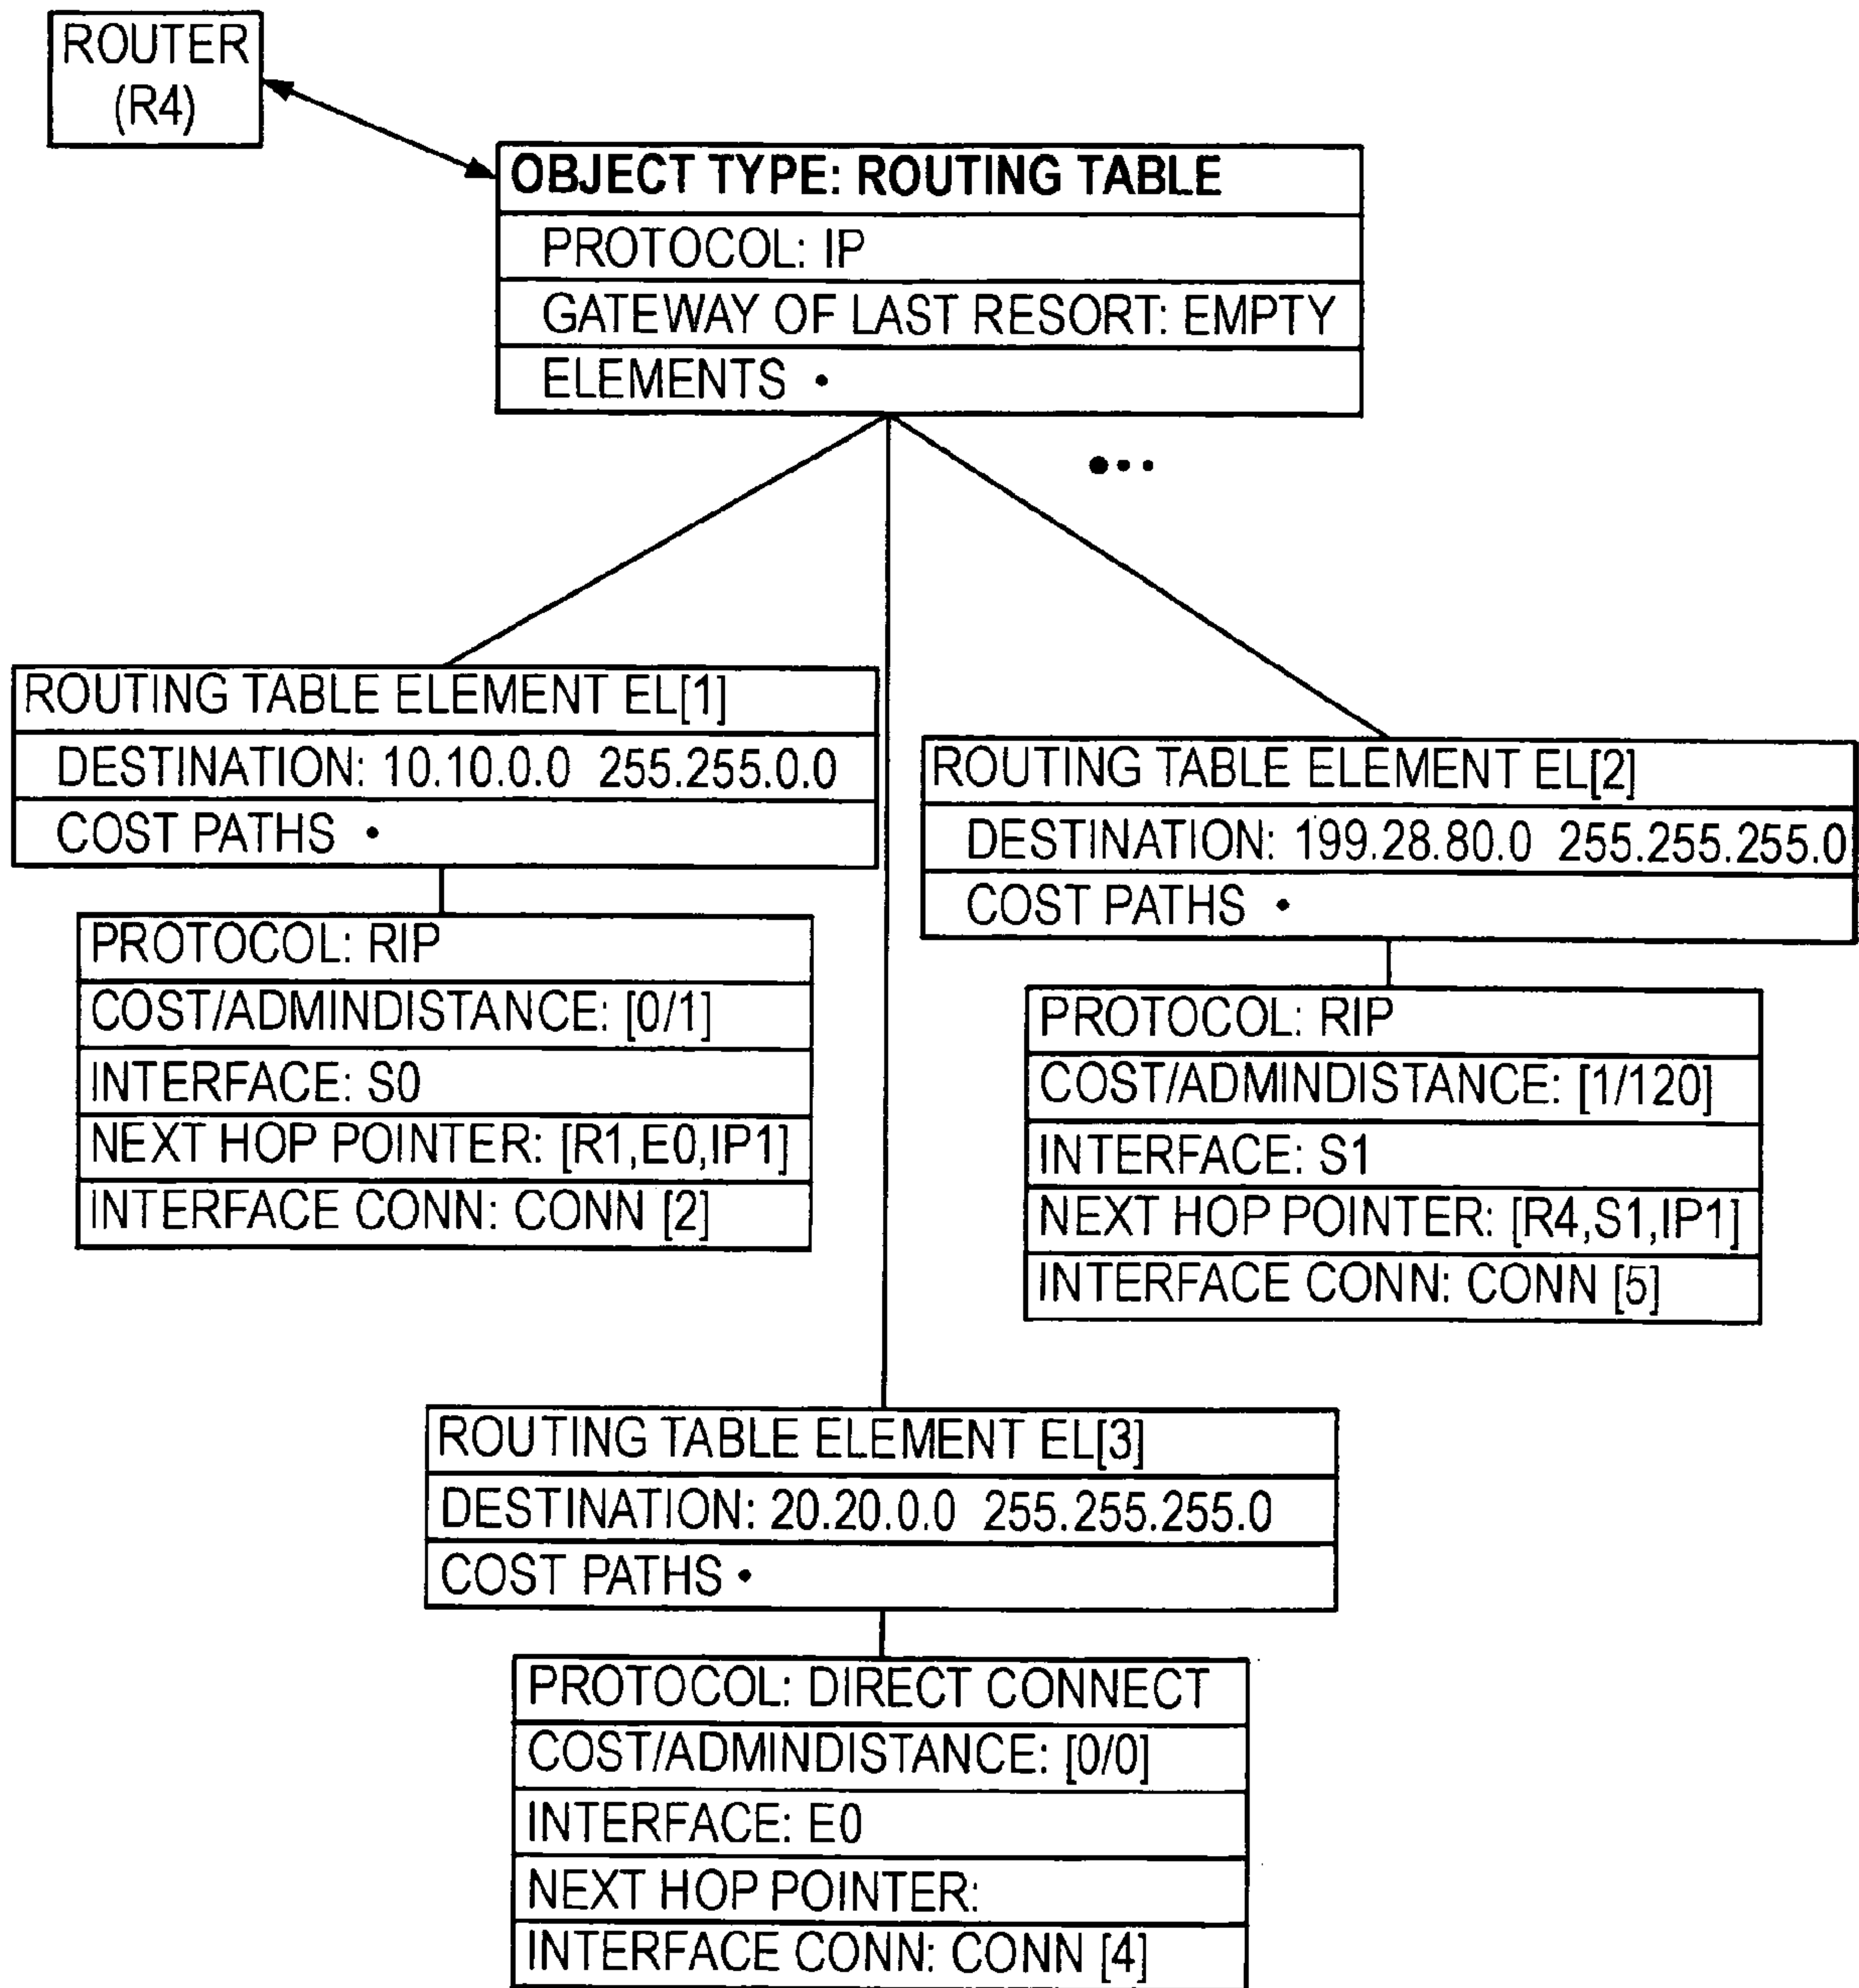 ROUTER
(R4)
OBJECT TYPE: ROUTING TABLE
PROTOCOL: IP
GATEWAY OF LAST RESORT: EMPTY
ELEMENTS •
ROUTING TABLE ELEMENT EL[1]
DESTINATION: 10.10.0.0 255.255.0.0
COST PATHS •
PROTOCOL: RIP
COST/ADMINDISTANCE: [0/1]
INTERFACE: S0
NEXT HOP POINTER: [R1,E0,IP1]
INTERFACE CONN: CONN [2]
ROUTING TABLE ELEMENT EL[2]
DESTINATION: 199.28.80.0 255.255.255.0
COST PATHS •
PROTOCOL: RIP
COST/ADMINDISTANCE: [1/120]
INTERFACE: S1
NEXT HOP POINTER: [R4,S1,IP1]
INTERFACE CONN: CONN [5]
ROUTING TABLE ELEMENT EL[3]
DESTINATION: 20.20.0.0 255.255.255.0
COST PATHS •
PROTOCOL: DIRECT CONNECT
COST/ADMINDISTANCE: [0/0]
INTERFACE: E0
NEXT HOP POINTER:
INTERFACE CONN: CONN [4]